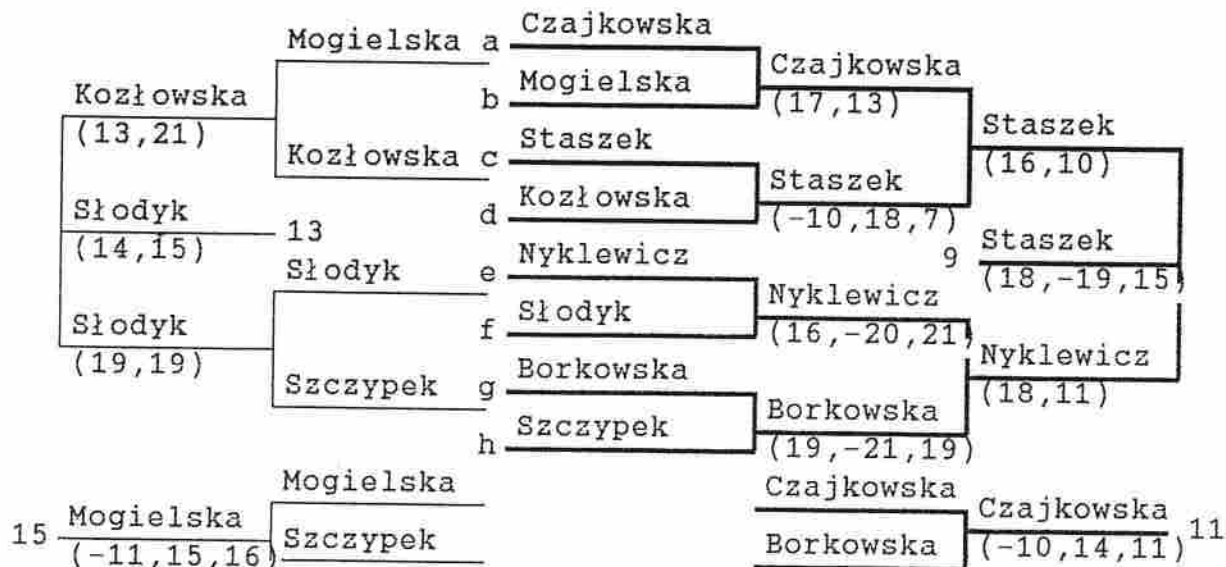 Czajkowska
Mogielska a
Mogielska
b
Czajkowska
(17,13)
Kozłowska
(13,21)
Kozłowska c
Staszek
Kozłowska
d
Staszek
(-10,18,7)
Staszek
(16,10)
Słodyk
(14,15)
13
Słodyk
e
Nyklewicz
Słodyk
f
Nyklewicz
(16,-20,21)
9
Staszek
(18,-19,15)
Słodyk
(19,19)
Szczypek
g
Borkowska
Szczypek
h
Borkowska
(19,-21,19)
Nyklewicz
(18,11)
15
Mogielska
(-11,15,16)
Mogielska
Szczypek
Czajkowska
Borkowska
Czajkowska
(-10,14,11)
11